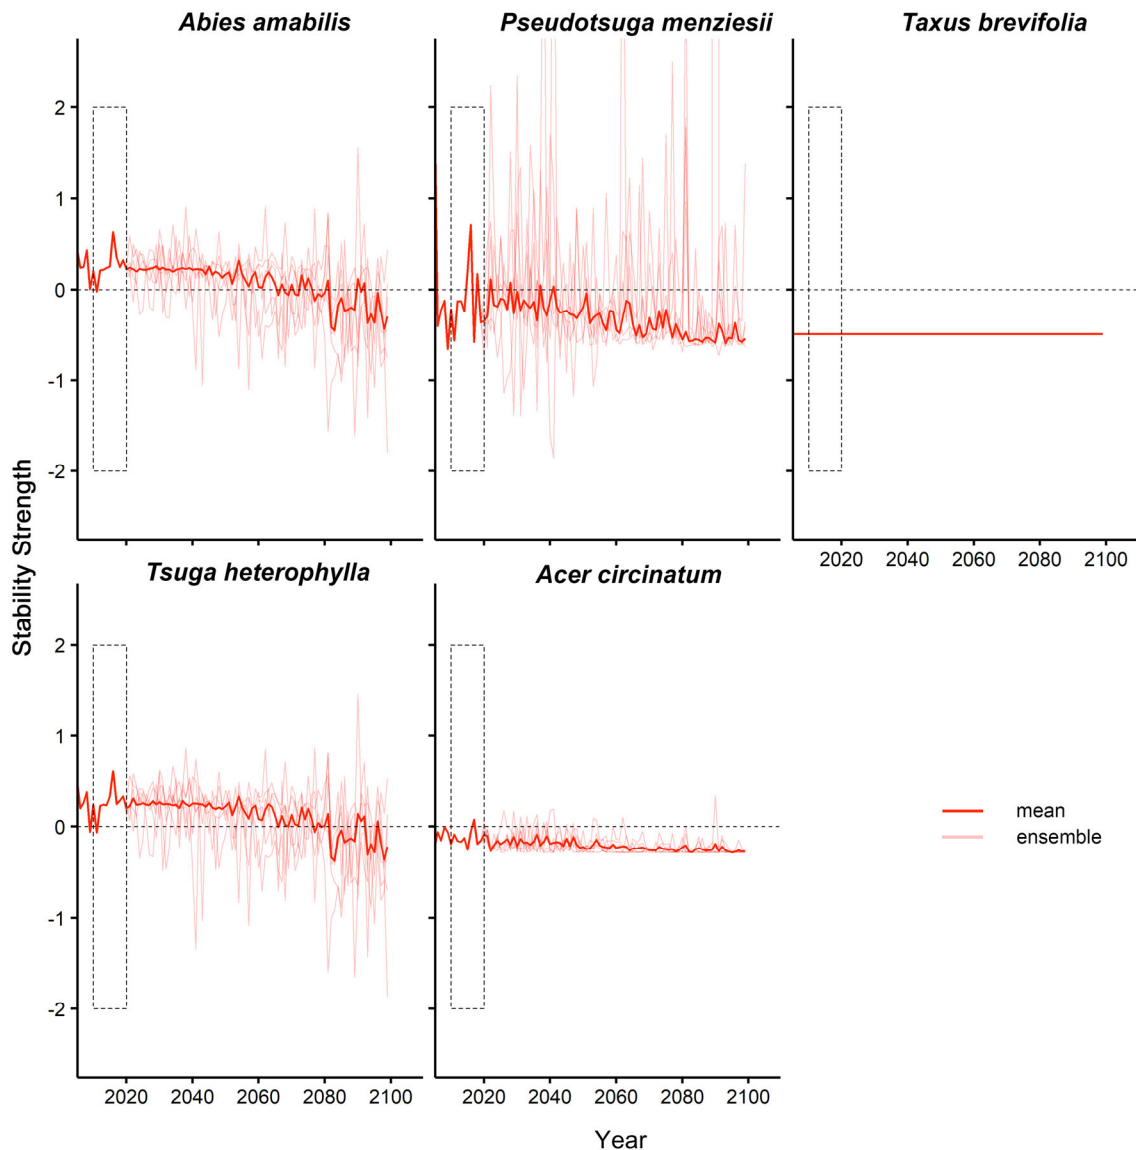 Abies amabilis
Pseudotsuga menziesii
Taxus brevifolia
2
1
0
-1
-2
2020 2040 2060 2080 2100
Stability Strength
Tsuga heterophylla
Acer circinatum
2
1
0
-1
-2
mean
ensemble
2020 2040 2060 2080 2100
2020 2040 2060 2080 2100
Year